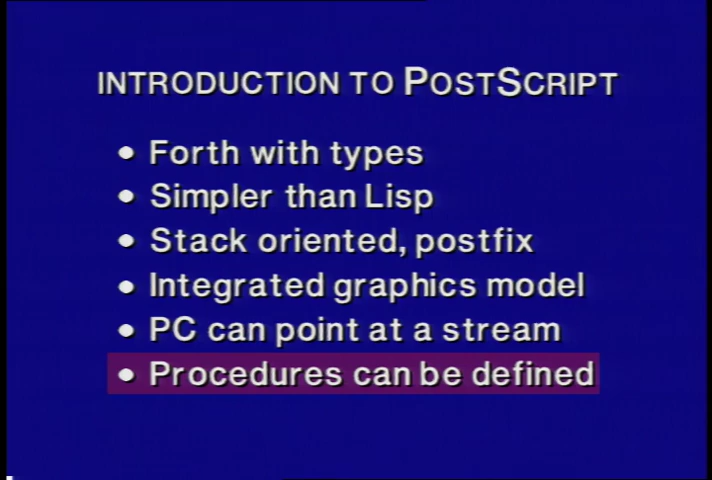 INTRODUCTION TO POSTSCRIPT
• Forth with types
• Simpler than Lisp
• Stack oriented, postfix
• Integrated graphics model
• PC can point at a stream
• Procedures can be defined